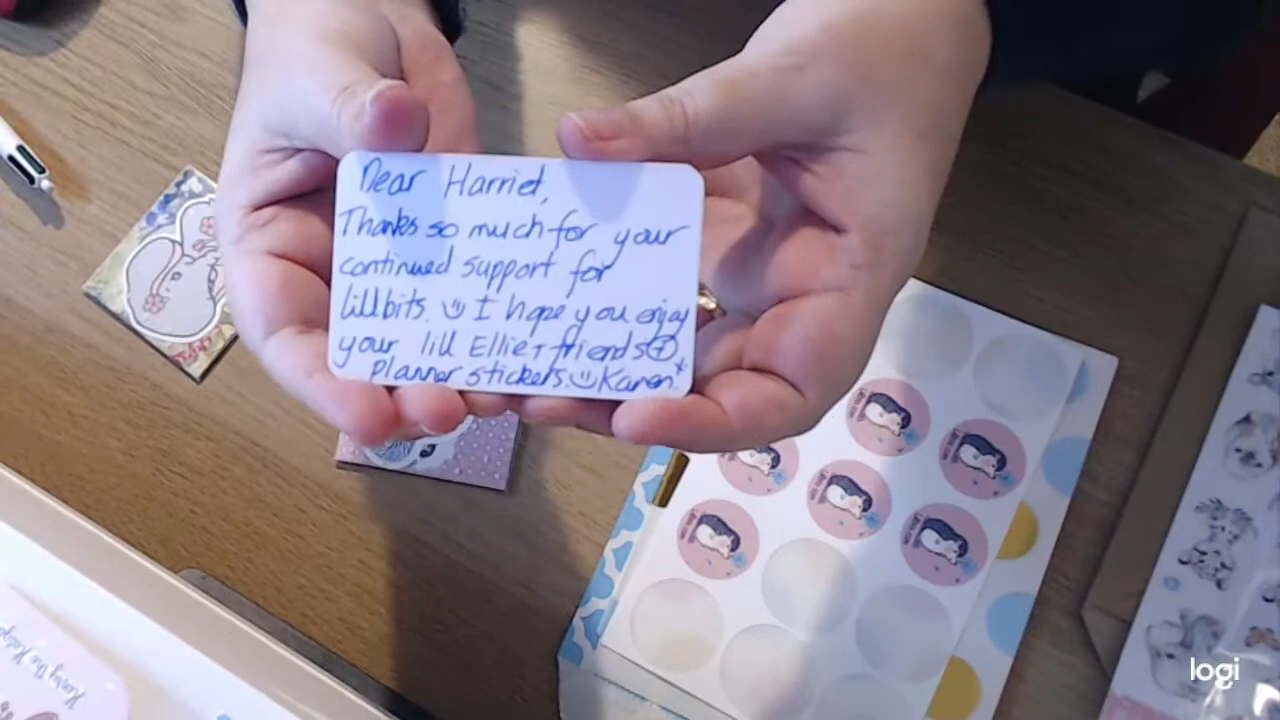 Dear Harriet,
Thanks so much for your
continued support for
lillbits. I hope you enjoy
your lill Ellie + friends
planner stickers. Karen.*
logi